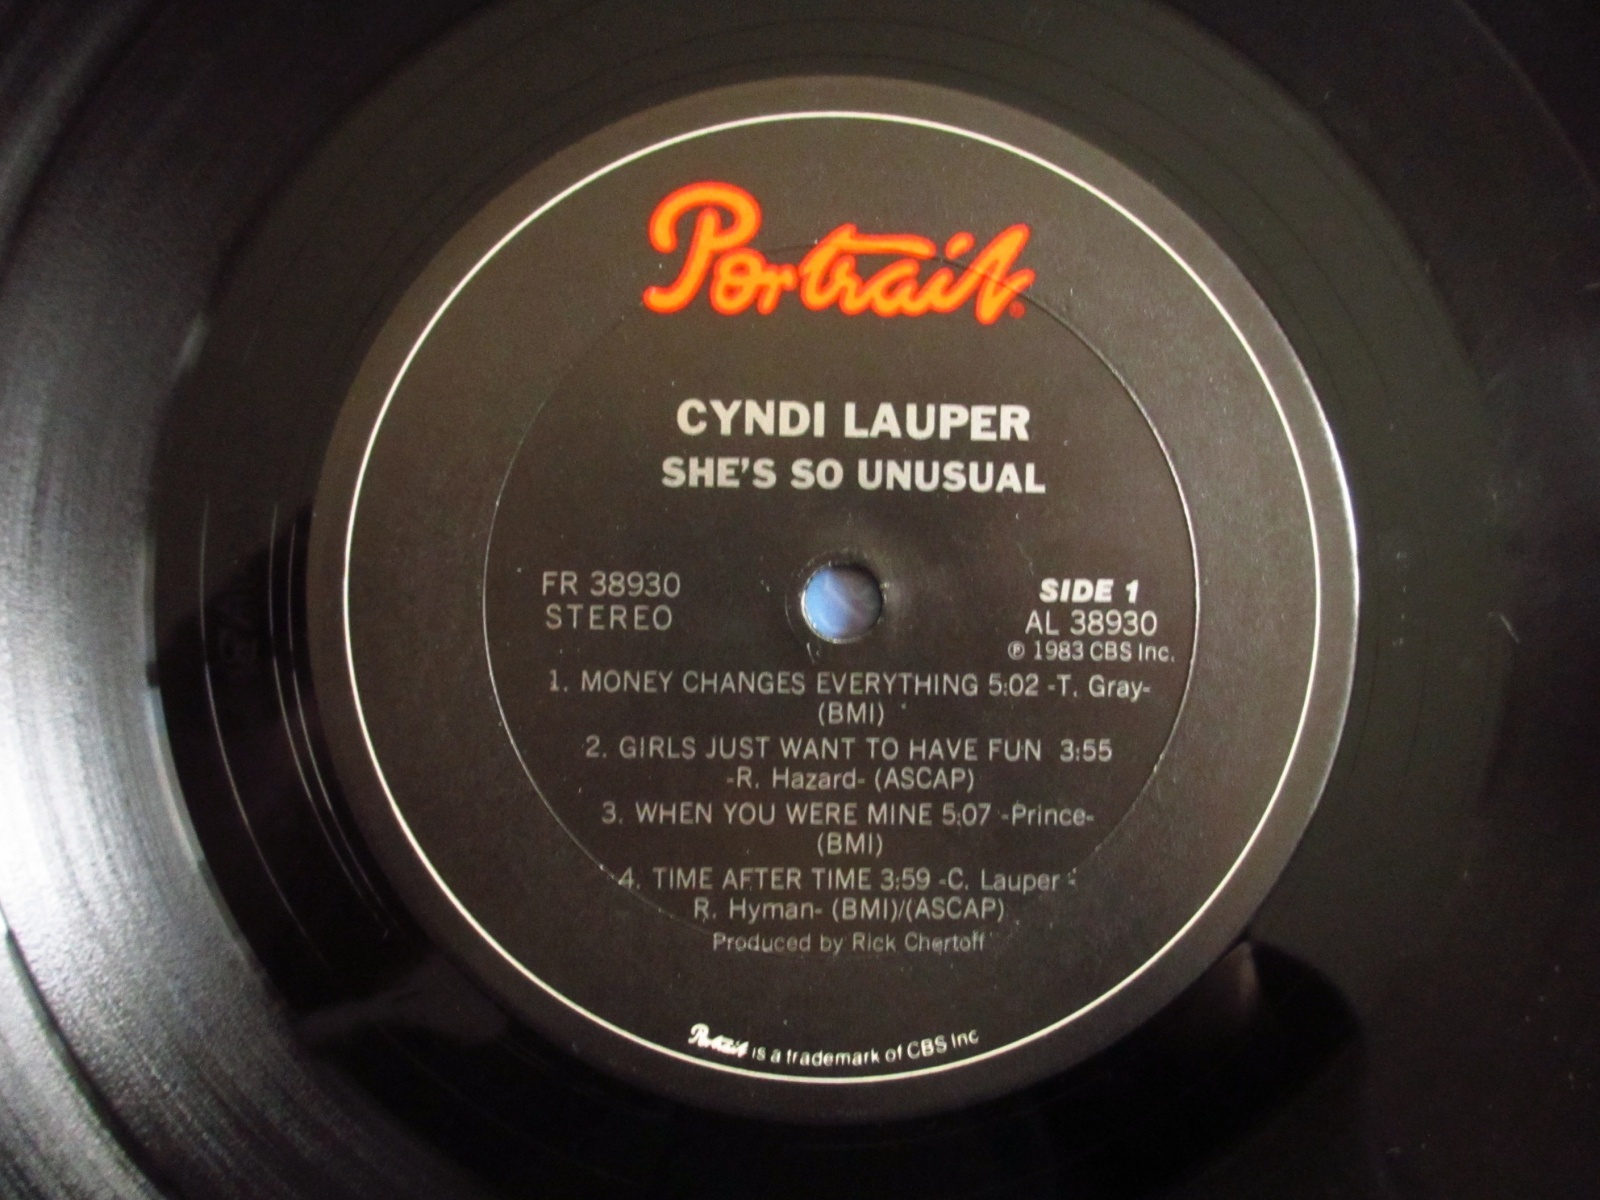 Portrait®
CYNDI LAUPER
SHE'S SO UNUSUAL
FR 38930
STEREO
SIDE 1
AL 38930
℗ 1983 CBS Inc.
1. MONEY CHANGES EVERYTHING 5:02 -T. Gray-
(BMI)
2. GIRLS JUST WANT TO HAVE FUN 3:55
-R. Hazard- (ASCAP)
3. WHEN YOU WERE MINE 5:07 -Prince-
(BMI)
4. TIME AFTER TIME 3:59 -C. Lauper -
R. Hyman- (BMI)/(ASCAP)
Produced by Rick Chertoff
Portrait is a trademark of CBS Inc